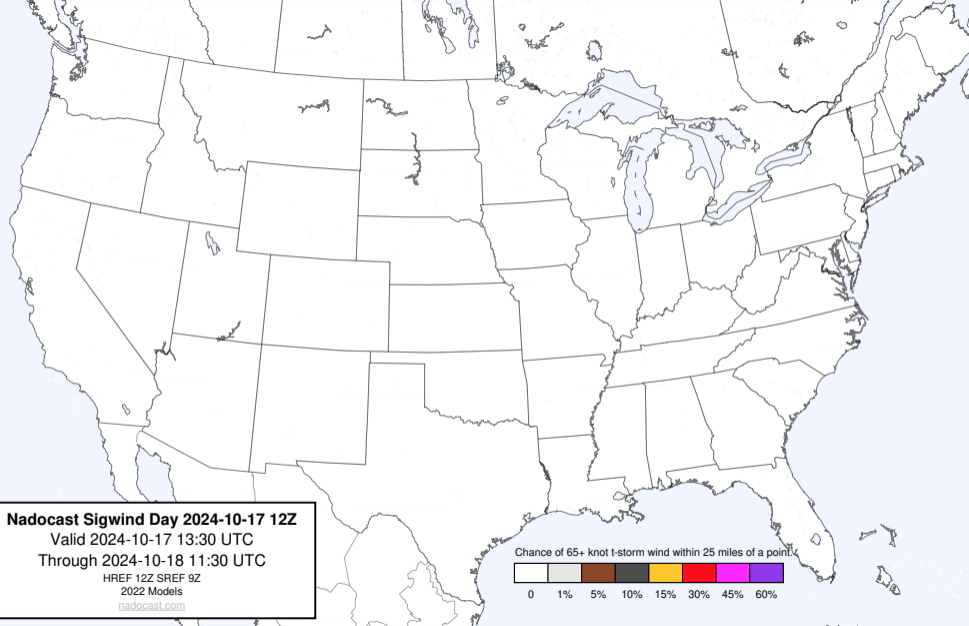 Nadocast Sigwind Day 2024-10-17 12Z
Valid 2024-10-17 13:30 UTC
Through 2024-10-18 11:30 UTC
HREF 12Z SREF 9Z
2022 Models
nadocast.com
Chance of 65+ knot t-storm wind within 25 miles of a point.
0 1% 5% 10% 15% 30% 45% 60%